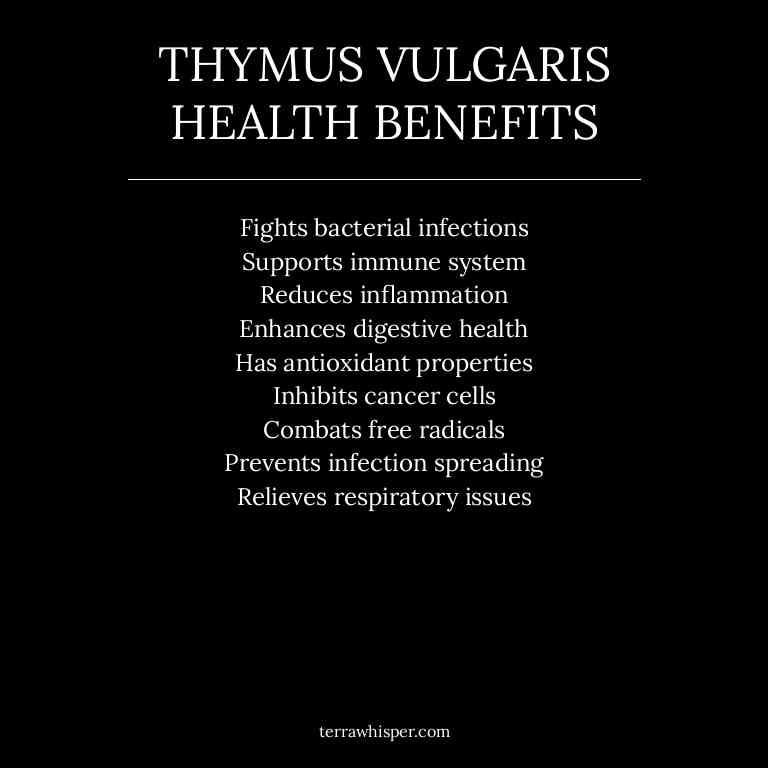 THYMUS VULGARIS
HEALTH BENEFITS
Fights bacterial infections
Supports immune system
Reduces inflammation
Enhances digestive health
Has antioxidant properties
Inhibits cancer cells
Combats free radicals
Prevents infection spreading
Relieves respiratory issues
terrawhisper.com